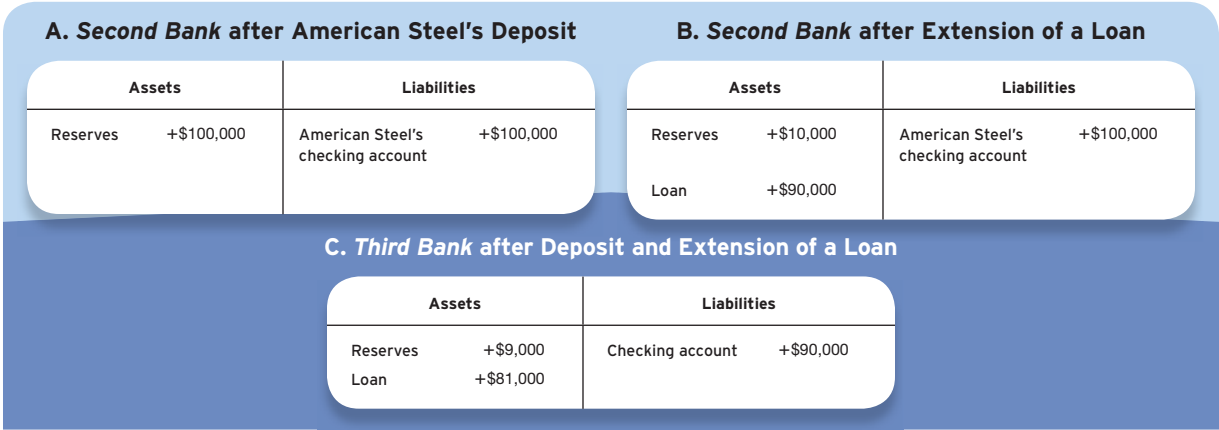 A. Second Bank after American Steel's Deposit
Assets Liabilities
Reserves +$100,000 American Steel's +$100,000
checking account
B. Second Bank after Extension of a Loan
Assets Liabilities
Reserves +$10,000 American Steel's +$100,000
checking account
Loan +$90,000
C. Third Bank after Deposit and Extension of a Loan
Assets Liabilities
Reserves +$9,000 Checking account +$90,000
Loan +$81,000